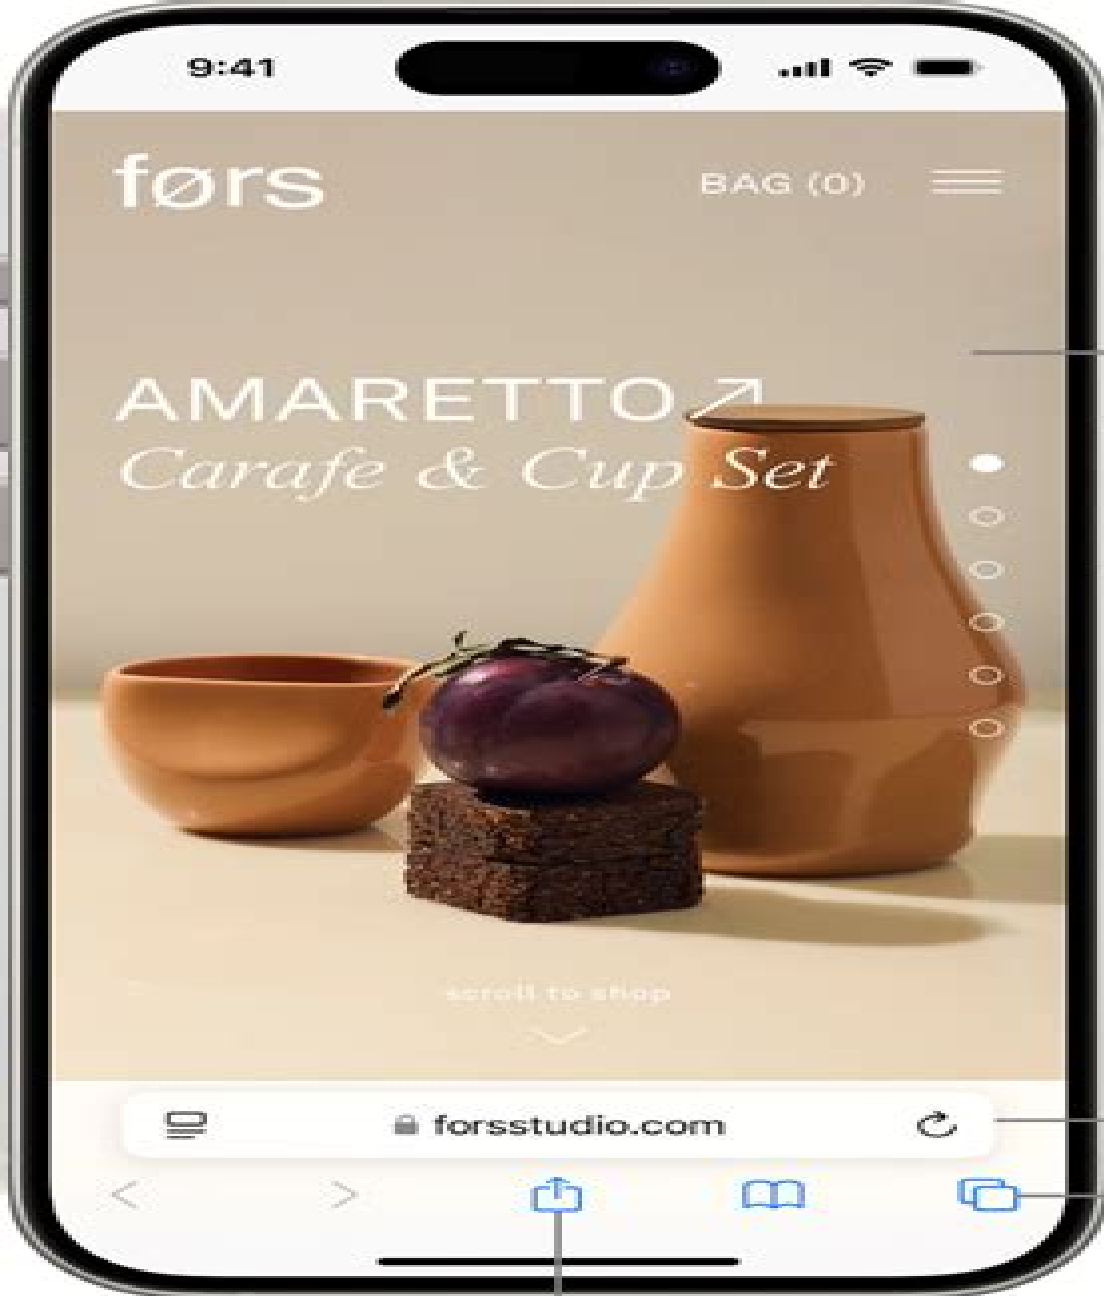 9:41
førs
BAG (0)
AMARETTO↗
Carafe & Cup Set
scroll to shop
forsstudio.com